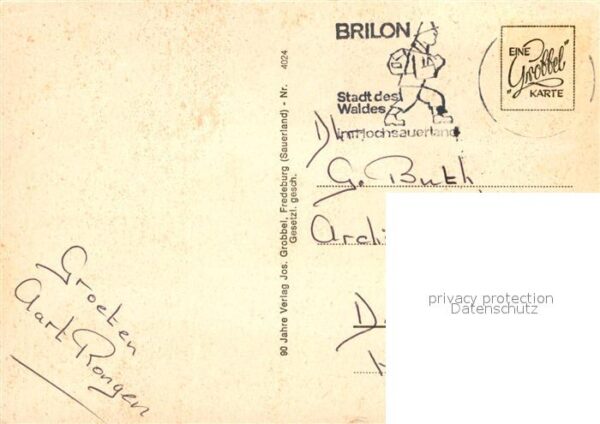 BRILON
Stadt des
Waldes
im Hochsauerland
EINE
"Grobbel"
KARTE
90 Jahre Verlag Jos. Grobbel, Fredeburg (Sauerland) - Nr. 4024
Gesetzl. gesch.
G. Buth
Groeten
Aart Rongen
privacy protection
Datenschutz